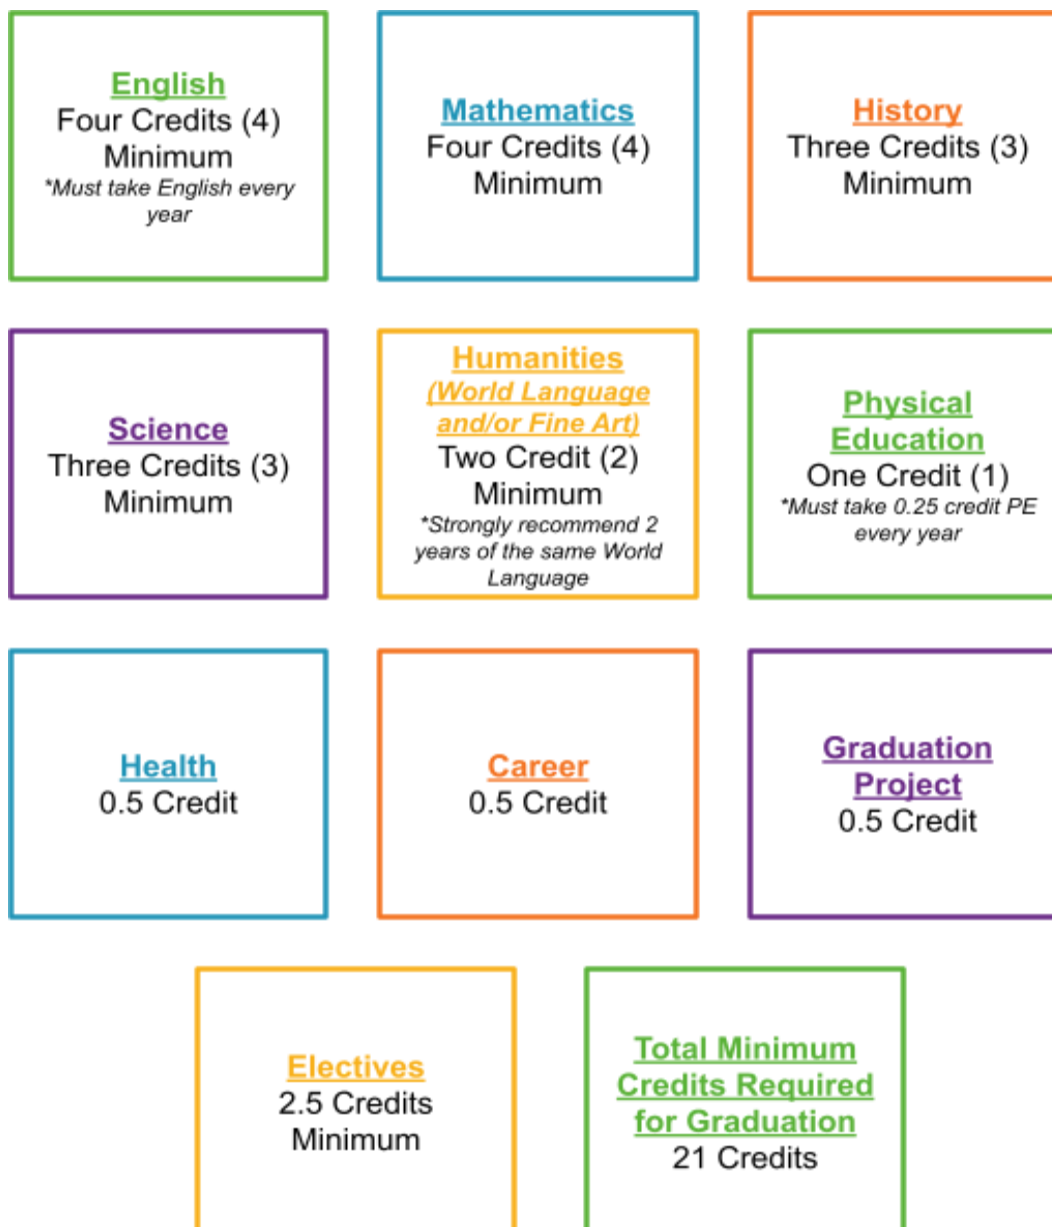 English
Four Credits (4)
Minimum
*Must take English every
year
Mathematics
Four Credits (4)
Minimum
History
Three Credits (3)
Minimum
Science
Three Credits (3)
Minimum
Humanities
(World Language
and/or Fine Art)
Two Credit (2)
Minimum
*Strongly recommend 2
years of the same World
Language
Physical
Education
One Credit (1)
*Must take 0.25 credit PE
every year
Health
0.5 Credit
Career
0.5 Credit
Graduation
Project
0.5 Credit
Electives
2.5 Credits
Minimum
Total Minimum
Credits Required
for Graduation
21 Credits